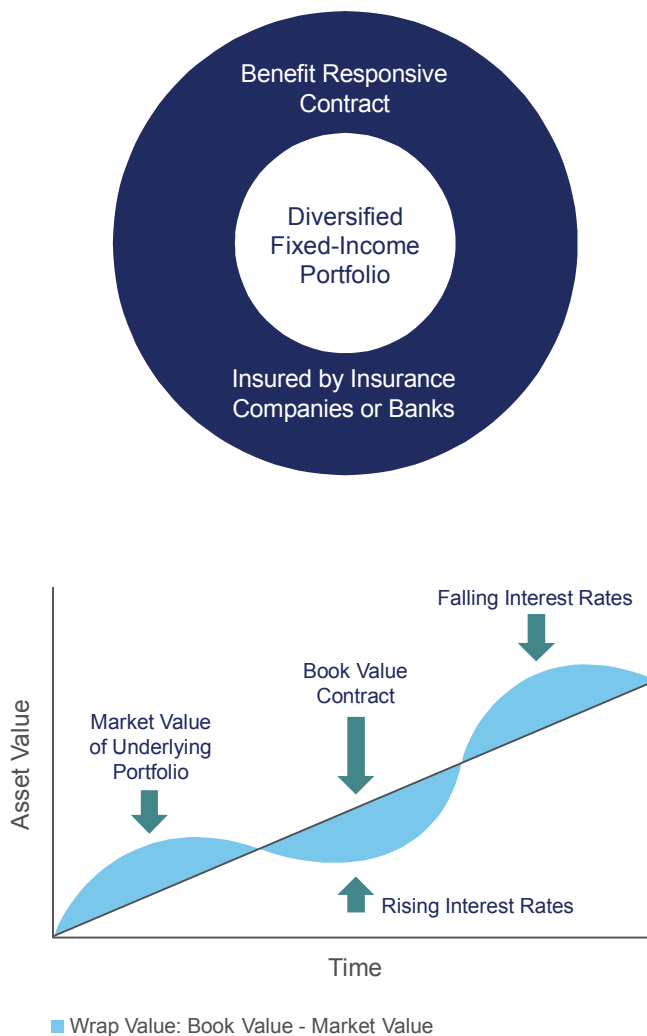 Benefit Responsive
Contract
Diversified
Fixed-Income
Portfolio
Insured by Insurance
Companies or Banks
Falling Interest Rates
Book Value
Contract
Market Value
of Underlying
Portfolio
Asset Value
Rising Interest Rates
Time
Wrap Value: Book Value - Market Value